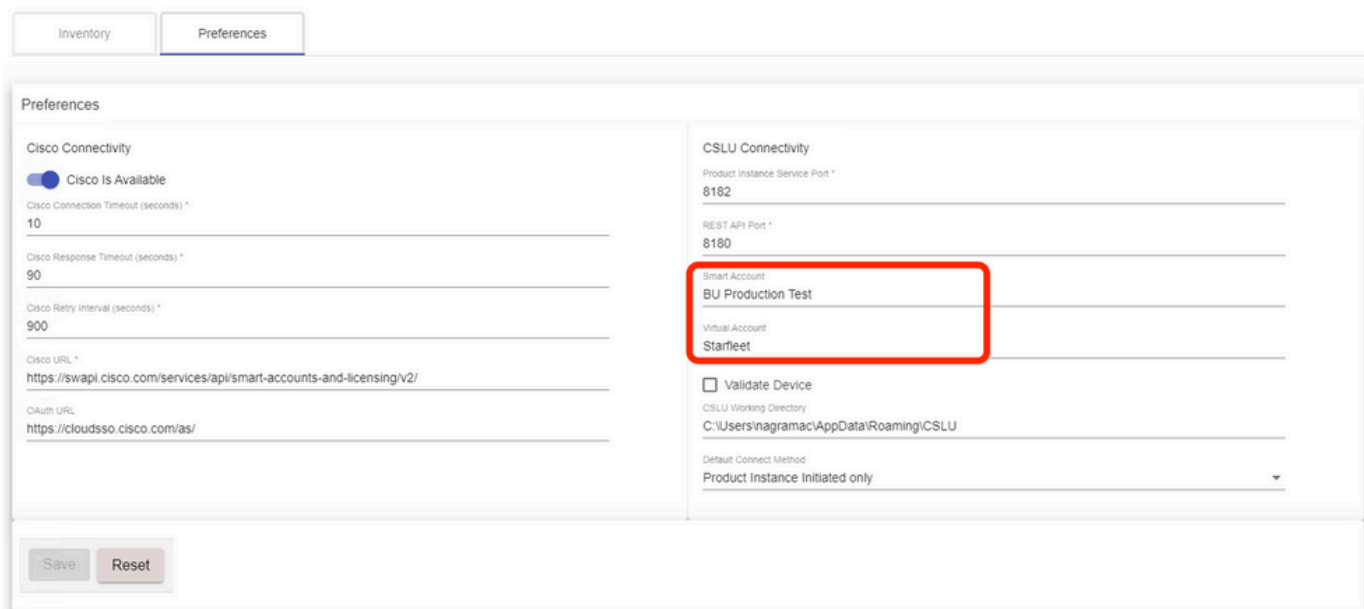 Inventory
Preferences
Preferences
Cisco Connectivity
Cisco Is Available
Cisco Connection Timeout (seconds) *
10
Cisco Response Timeout (seconds) *
90
Cisco Retry Interval (seconds) *
900
Cisco URL *
https://swapi.cisco.com/services/api/smart-accounts-and-licensing/v2/
OAuth URL
https://cloudsso.cisco.com/as/
CSLU Connectivity
Product Instance Service Port *
8182
REST API Port *
8180
Smart Account
BU Production Test
Virtual Account
Starfleet
Validate Device
CSLU Working Directory
C:\Users\nagramac\AppData\Roaming\CSLU
Default Connect Method
Product Instance Initiated only
Save
Reset